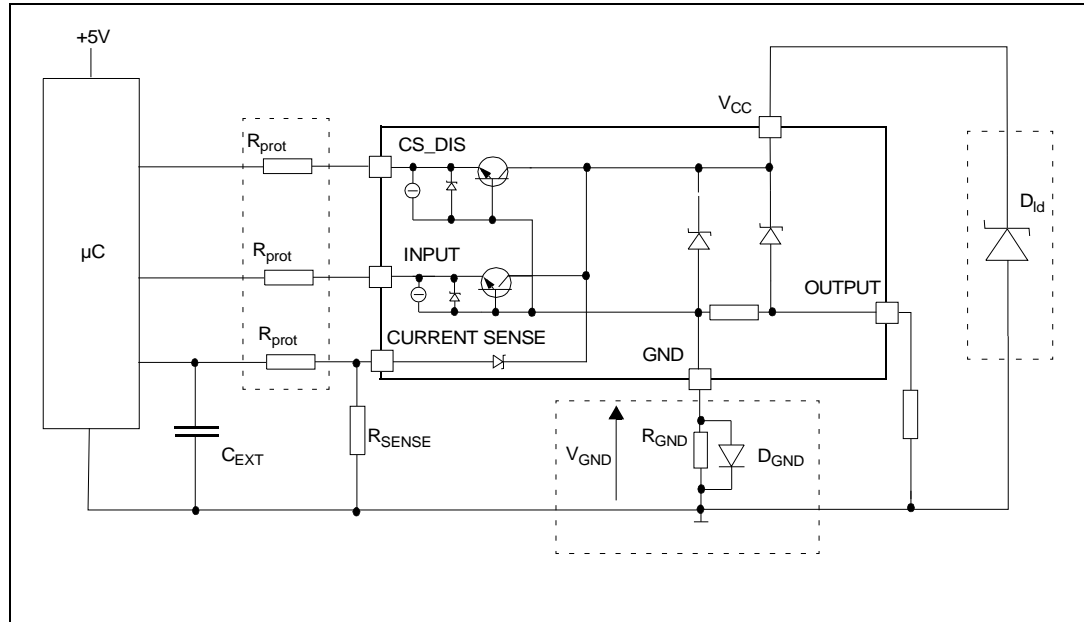 +5V
V_CC
R_prot
CS_DIS
D_ld
µC
R_prot
INPUT
OUTPUT
R_prot
CURRENT SENSE
GND
R_SENSE
C_EXT
V_GND
R_GND
D_GND